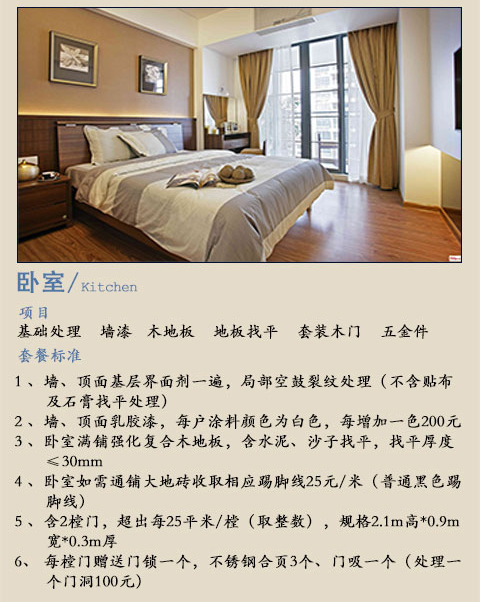 卧室/Kitchen
项目
基础处理 墙漆 木地板 地板找平 套装木门 五金件
套餐标准
1、墙、顶面基层界面剂一遍，局部空鼓裂纹处理（不含贴布
及石膏找平处理）
2、墙、顶面乳胶漆，每户涂料颜色为白色，每增加一色200元
3、卧室满铺强化复合木地板，含水泥、沙子找平，找平厚度
≤30mm
4、卧室如需通铺大地砖收取相应踢脚线25元/米（普通黑色踢
脚线）
5、含2樘门，超出每25平米/樘（取整数），规格2.1m高*0.9m
宽*0.3m厚
6、每樘门赠送门锁一个，不锈钢合页3个、门吸一个（处理一
个门洞100元）